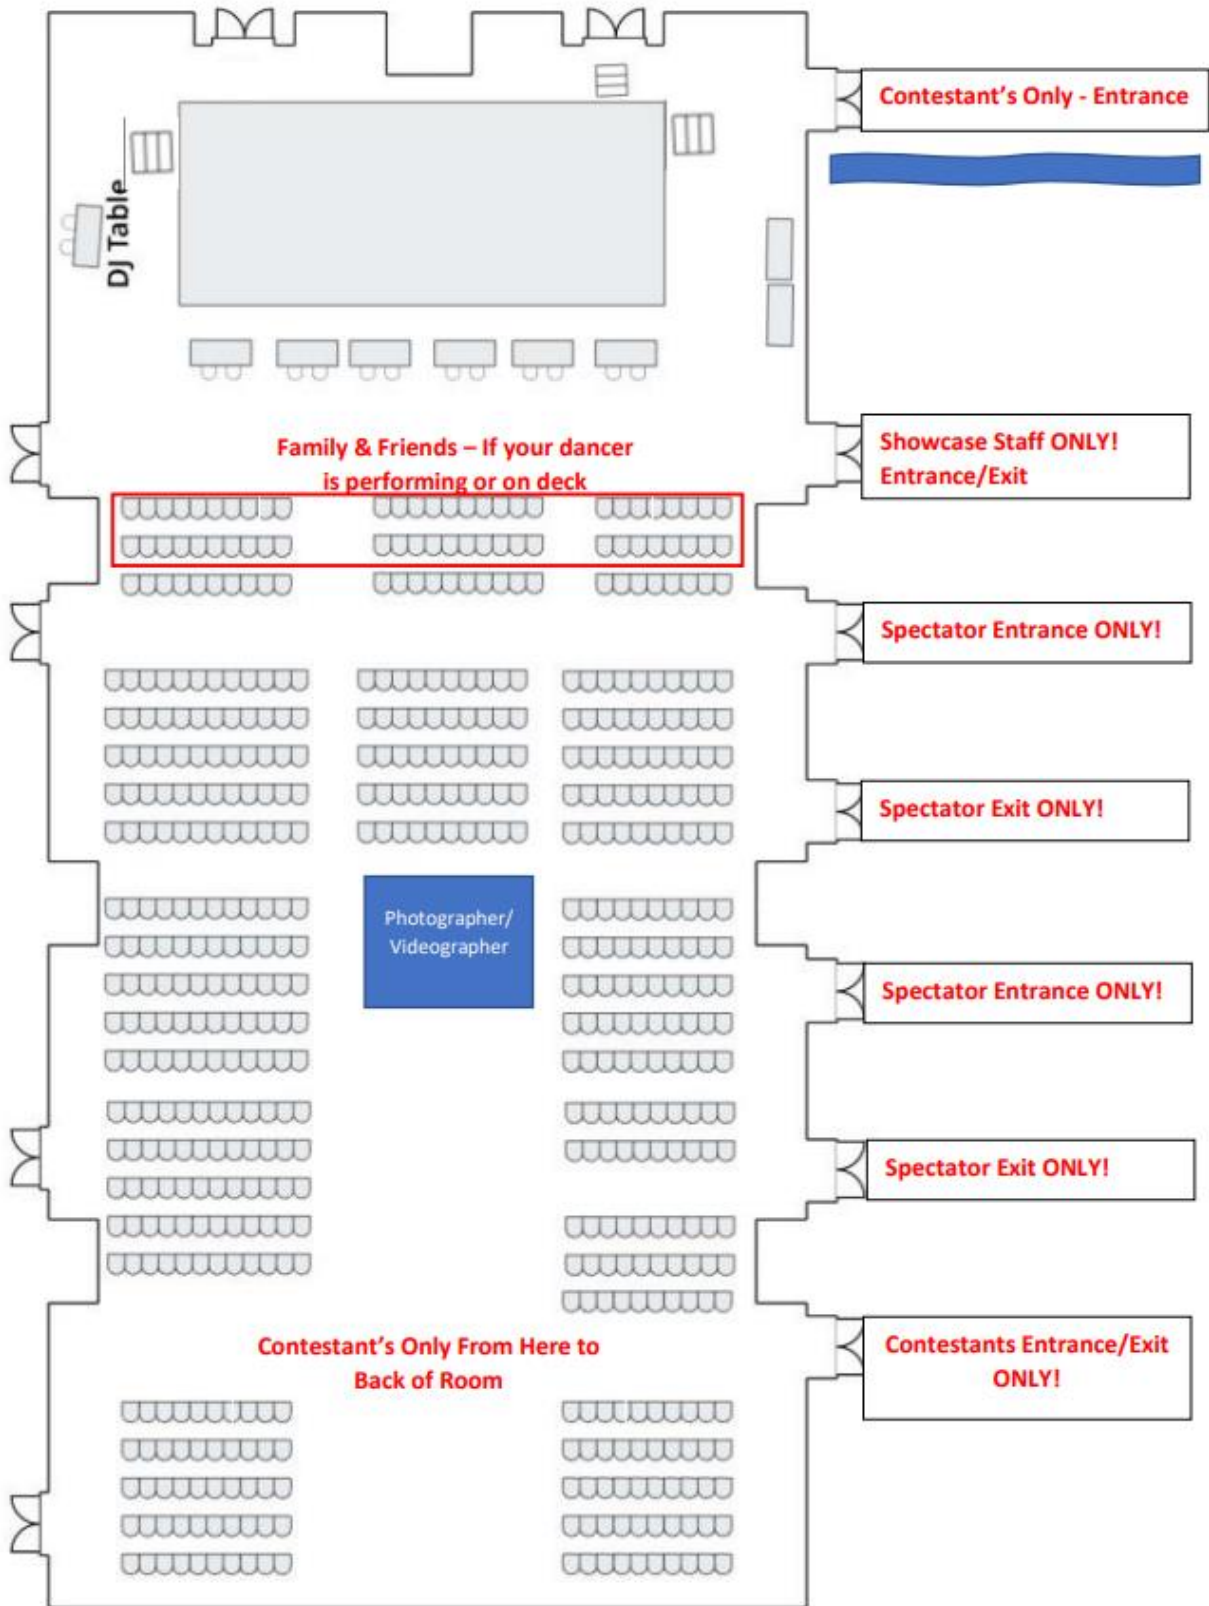 Contestant's Only - Entrance
DJ Table
Family & Friends – If your dancer
is performing or on deck
Showcase Staff ONLY!
Entrance/Exit
Spectator Entrance ONLY!
Spectator Exit ONLY!
Photographer/
Videographer
Spectator Entrance ONLY!
Spectator Exit ONLY!
Contestant's Only From Here to
Back of Room
Contestants Entrance/Exit
ONLY!